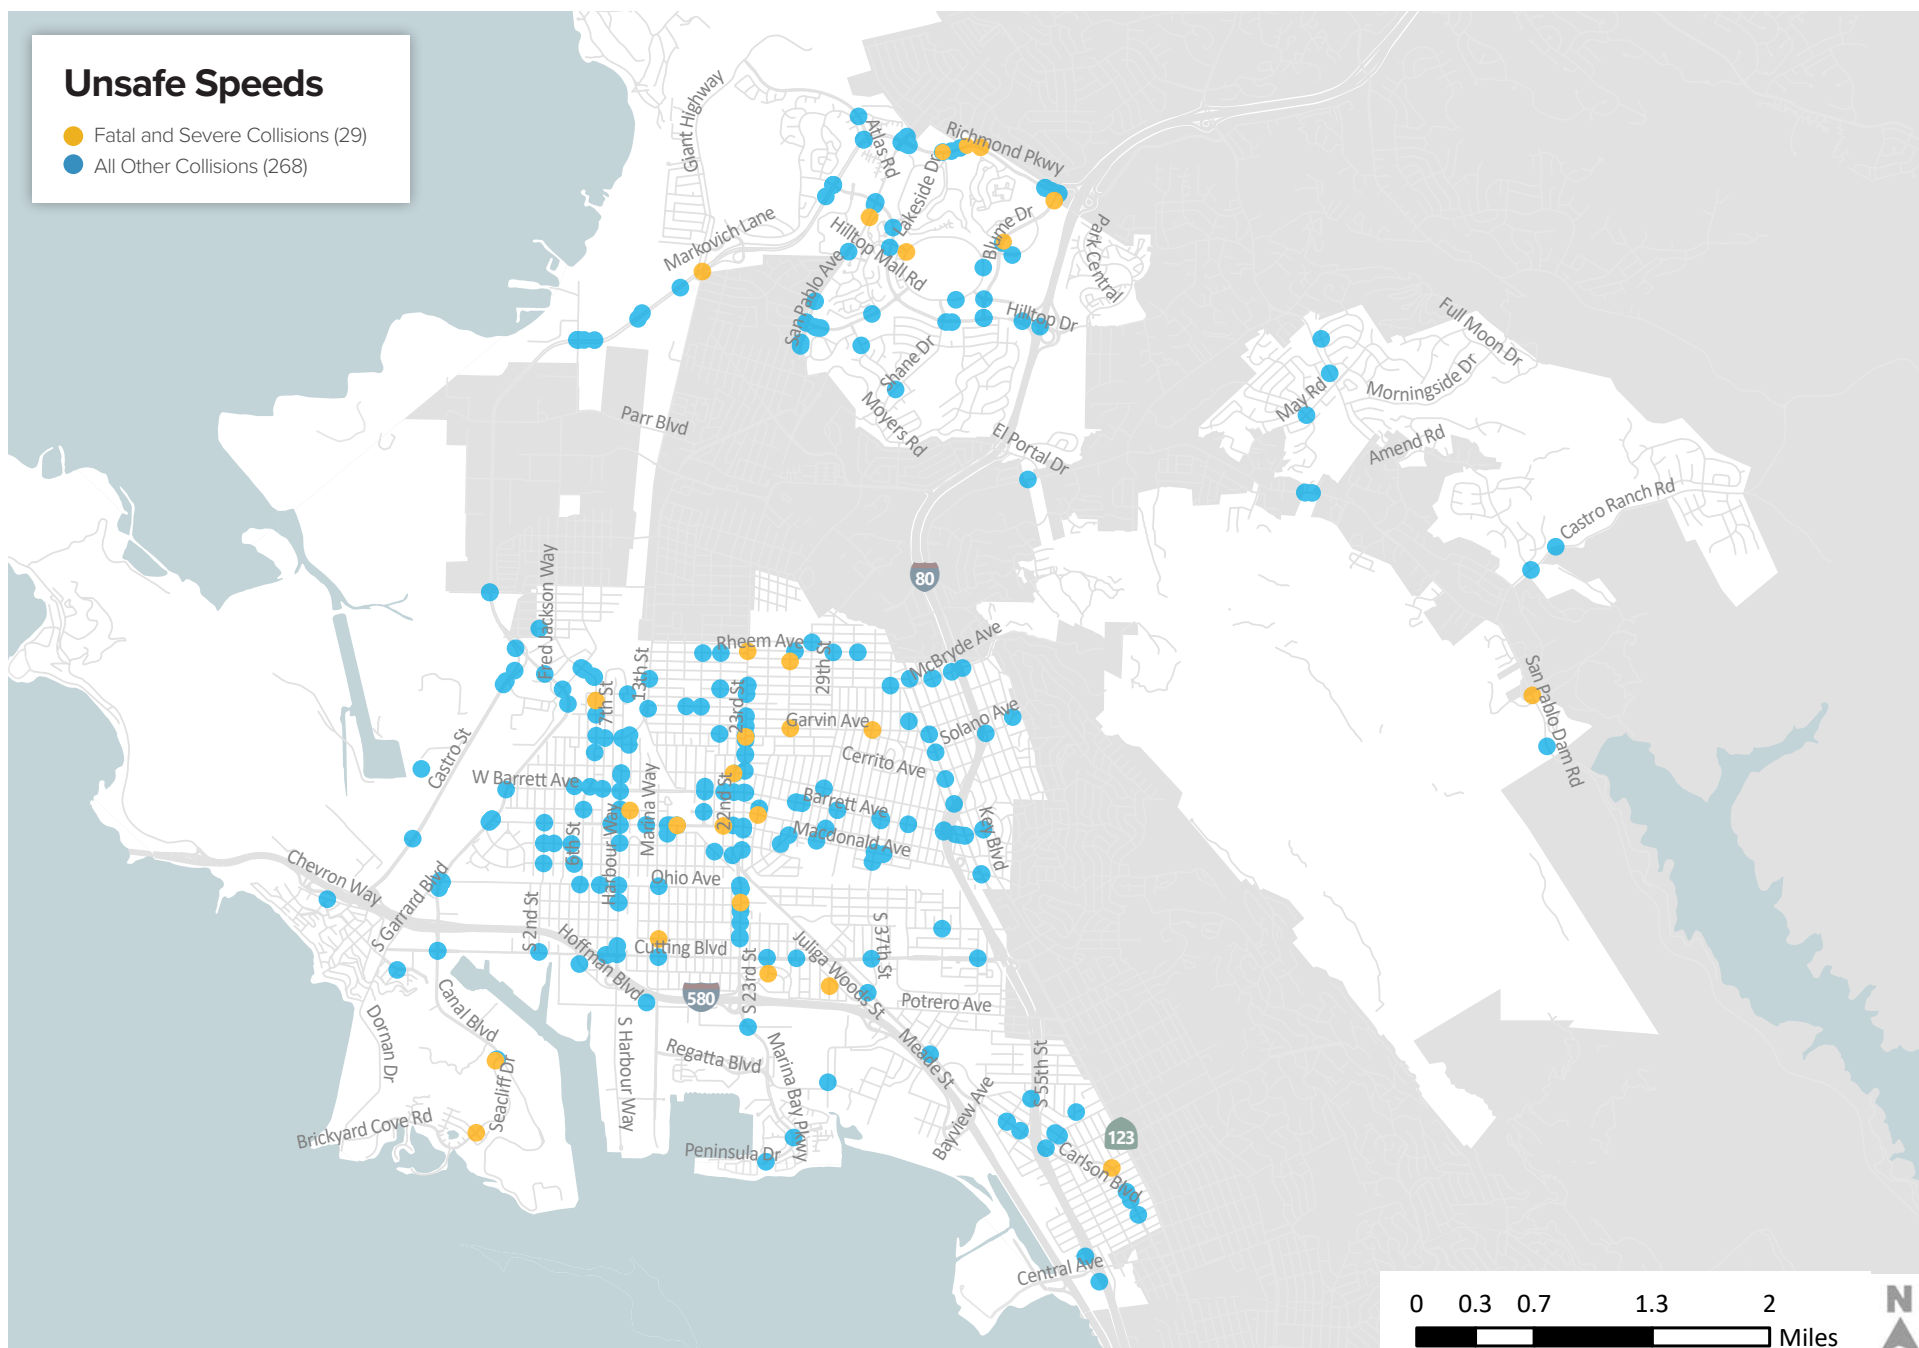 Unsafe Speeds
Fatal and Severe Collisions (29)
All Other Collisions (268)
Giant Highway
Atlas Rd
Richmond Pkwy
Lakeside Dr
Markovich Lane
Hilltop Mall Rd
Blume Dr
Park Central
San Pablo Ave
Hilltop Dr
Shane Dr
Moyers Rd
Parr Blvd
El Portal Dr
Full Moon Dr
Morningside Dr
May Rd
Amend Rd
Castro Ranch Rd
80
Fred Jackson Way
Rheem Ave
McBryde Ave
13th St
29th St
7th St
23rd St
Garvin Ave
Solano Ave
San Pablo Dam Rd
Castro St
Cerrito Ave
W Barrett Ave
Marina Way
22nd St
Barrett Ave
Key Blvd
Macdonald Ave
Harbour Way
6th St
Chevron Way
Ohio Ave
S Garrard Blvd
S 2nd St
Hoffman Blvd
Cutting Blvd
Juliga Woods St
S 37th St
S 23rd St
580
Potrero Ave
Canal Blvd
Dornan Dr
S Harbour Way
Regatta Blvd
Marina Bay Pkwy
Meade St
S 55th St
Seacliff Dr
Brickyard Cove Rd
Peninsula Dr
Bayview Ave
123
Carlson Blvd
Central Ave
0 0.3 0.7 1.3 2
Miles
N